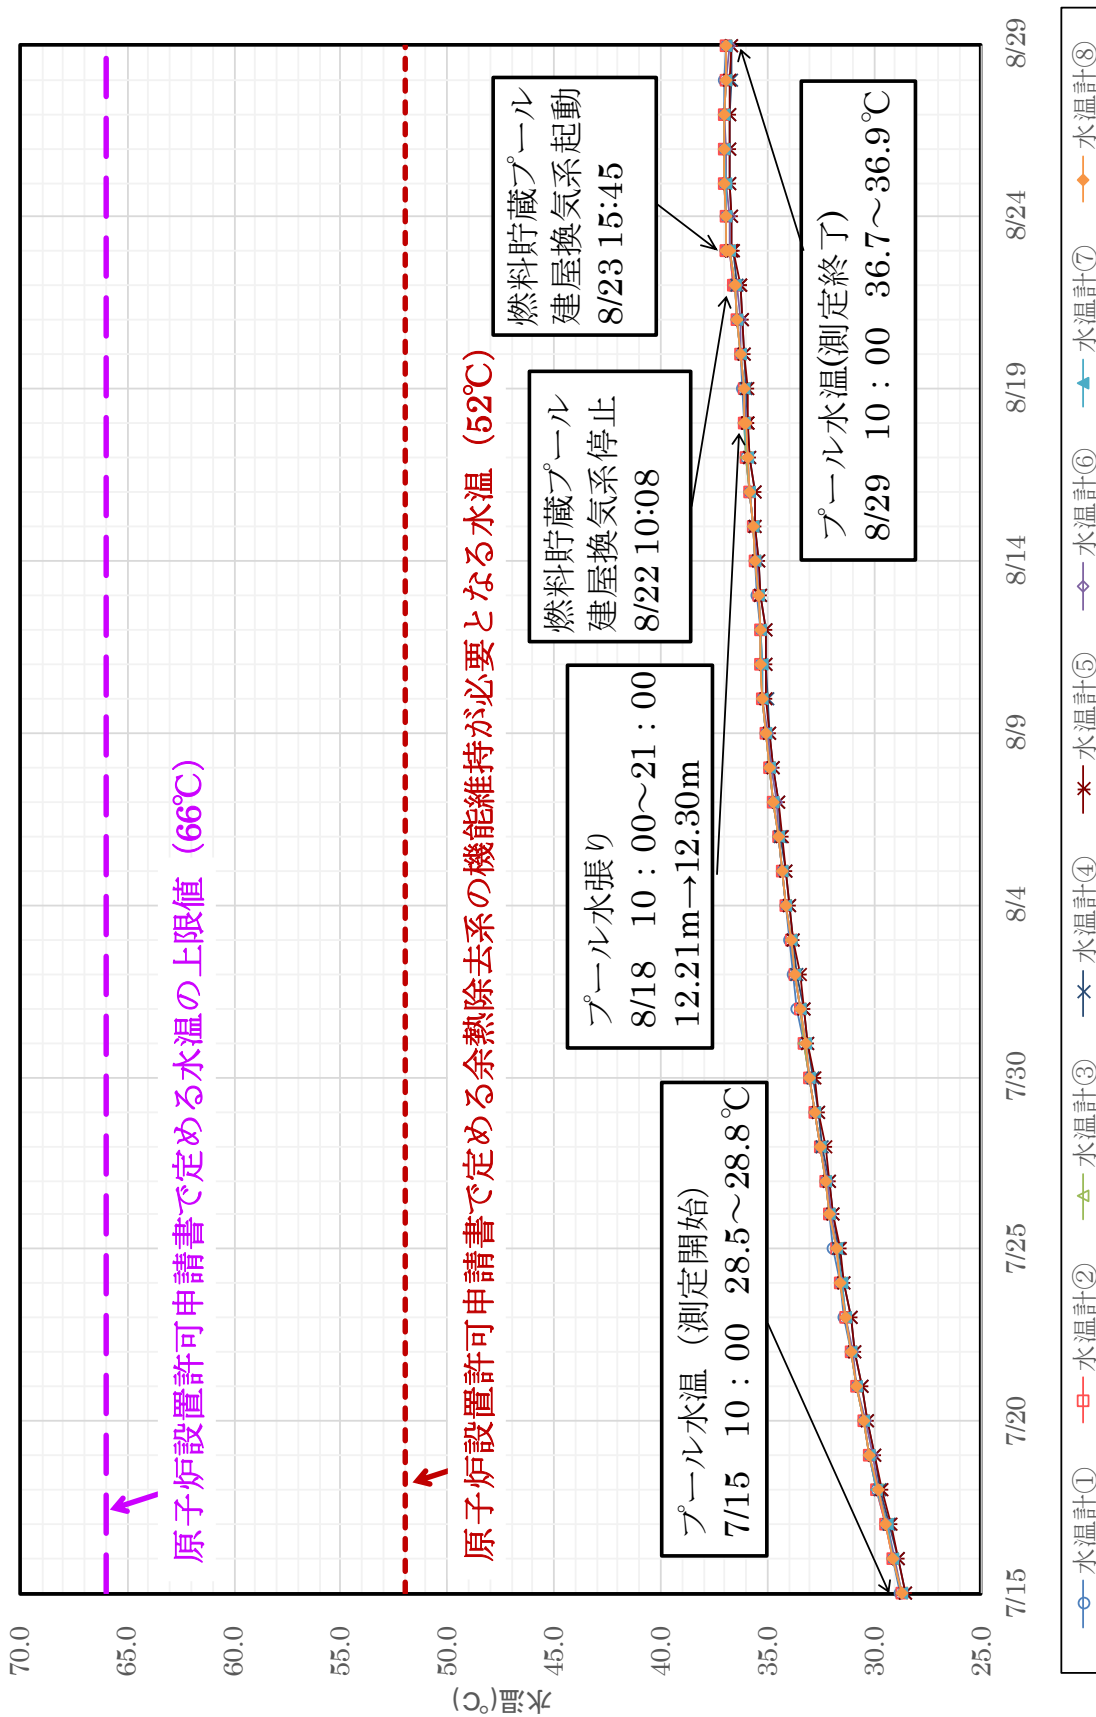 水温(℃)
70.0
65.0
60.0
55.0
50.0
45.0
40.0
35.0
30.0
25.0
原子炉設置許可申請書で定める水温の上限値（66℃）
原子炉設置許可申請書で定める余熱除去系の機能維持が必要となる水温（52℃）
プール水温（測定開始）
7/15　10：00　28.5～28.8℃
プール水張り
8/18　10：00～21：00
12.21m→12.30m
燃料貯蔵プール
建屋換気系停止
8/22 10:08
燃料貯蔵プール
建屋換気系起動
8/23 15:45
プール水温(測定終了)
8/29　10：00　36.7～36.9℃
7/15
7/20
7/25
7/30
8/4
8/9
8/14
8/19
8/24
8/29
水温計①
水温計②
水温計③
水温計④
水温計⑤
水温計⑥
水温計⑦
水温計⑧